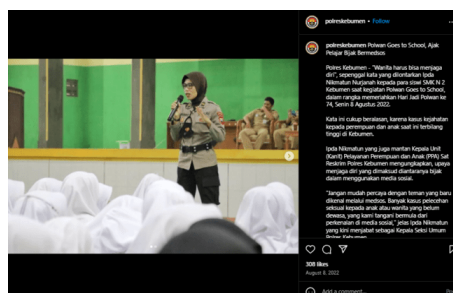 polreskebumen • Follow
polreskebumen Polwan Goes to School, Ajak
Pelajar Bijak Bermedsos
Polres Kebumen - "Wanita harus bisa menjaga
diri", sepenggal kata yang dilontarkan Ipda
Nikmatun Nurjanah kepada para siswi SMK N 2
Kebumen saat kegiatan Polwan Goes to School,
dalam rangka memeriahkan Hari Jadi Polwan ke
74, Senin 8 Agustus 2022.
Kata ini cukup beralasan, karena kasus kejahatan
kepada perempuan dan anak saat ini terbilang
tinggi di Kebumen.
Ipda Nikmatun yang juga mantan Kepala Unit
(Kanit) Pelayanan Perempuan dan Anak (PPA) Sat
Reskrim Polres Kebumen mengungkapkan, upaya
menjaga diri yang dimaksud diantaranya bijak
dalam menggunakan media sosial.
"Jangan mudah percaya dengan teman yang baru
dikenal melalui medsos. Banyak kasus pelecehan
seksual kepada anak atau wanita yang belum
dewasa, yang kami tangani bermula dari
perkenalan di media sosial," jelas Ipda Nikmatun
yang kini menjabat sebagai Kepala Seksi Umum
Polres Kebumen
308 likes
August 9, 2022
Add a comment...